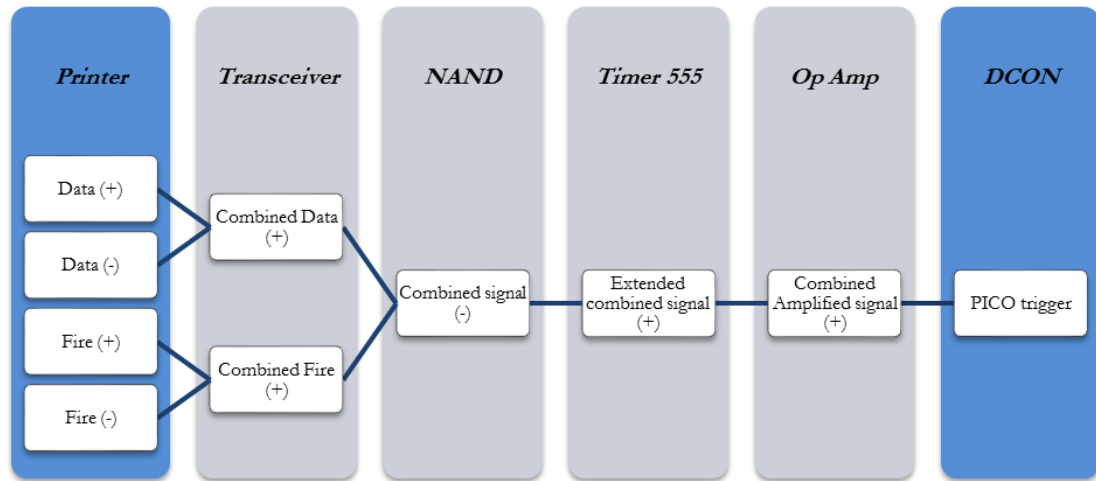 Printer
Transceiver
NAND
Timer 555
Op Amp
DCON
Data (+)
Data (-)
Fire (+)
Fire (-)
Combined Data
(+)
Combined Fire
(+)
Combined signal
(-)
Extended
combined signal
(+)
Combined
Amplified signal
(+)
PICO trigger